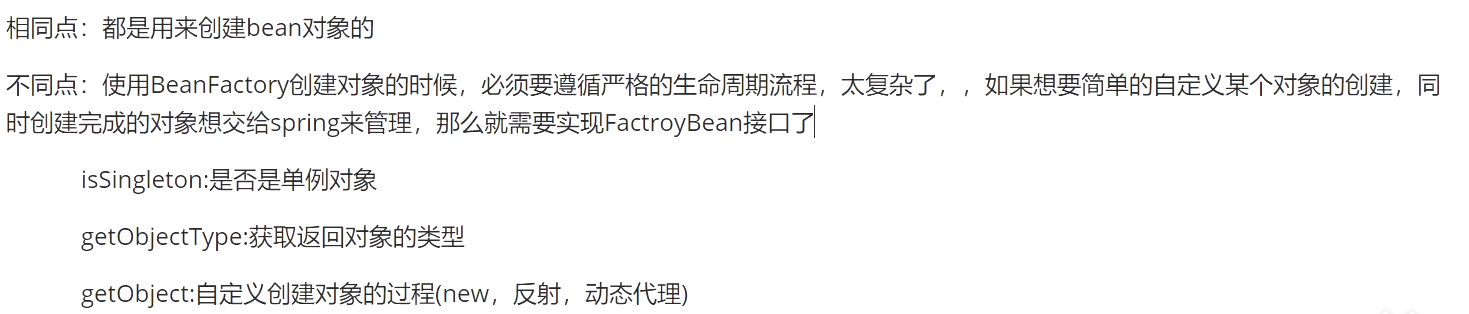 相同点：都是用来创建bean对象的
不同点：使用BeanFactory创建对象的时候，必须要遵循严格的生命周期流程，太复杂了，，如果想要简单的自定义某个对象的创建，同
时创建完成的对象想交给spring来管理，那么就需要实现FactroyBean接口了
isSingleton:是否是单例对象
getObjectType:获取返回对象的类型
getObject:自定义创建对象的过程(new，反射，动态代理)